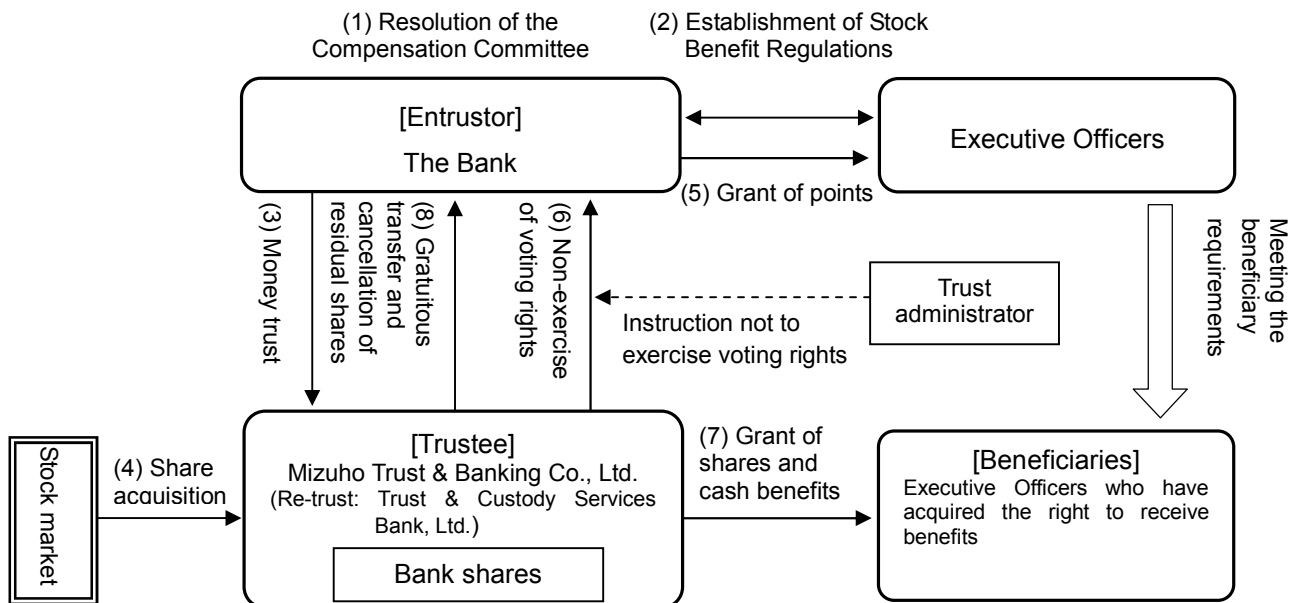 (1) Resolution of the
Compensation Committee
(2) Establishment of Stock
Benefit Regulations
[Entrustor]
The Bank
Executive Officers
(5) Grant of points
(3) Money trust
(8) Gratuitous
transfer and
cancellation of
residual shares
(6) Non-exercise
of voting rights
Trust
administrator
Instruction not to
exercise voting rights
Meeting the
beneficiary
requirements
Stock market
(4) Share
acquisition
[Trustee]
Mizuho Trust & Banking Co., Ltd.
(Re-trust: Trust & Custody Services
Bank, Ltd.)
Bank shares
(7) Grant of
shares and
cash benefits
[Beneficiaries]
Executive Officers who have
acquired the right to receive
benefits